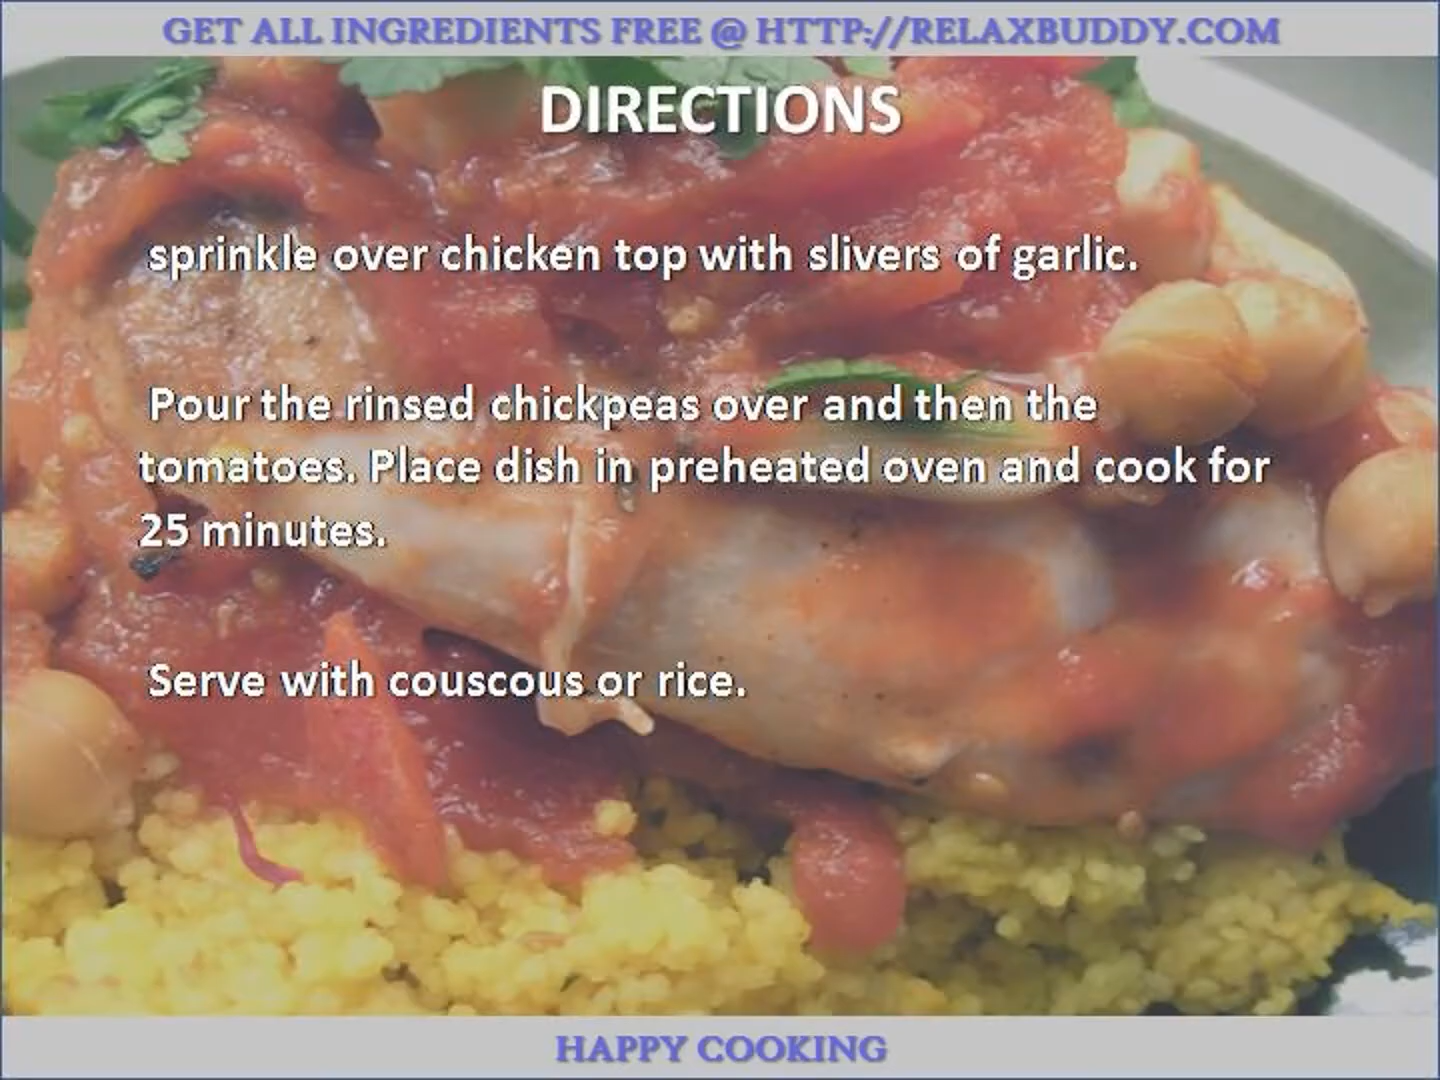 GET ALL INGREDIENTS FREE @ HTTP://RELAXBUDDY.COM
DIRECTIONS
sprinkle over chicken top with slivers of garlic.
Pour the rinsed chickpeas over and then the
tomatoes. Place dish in preheated oven and cook for
25 minutes.
Serve with couscous or rice.
HAPPY COOKING